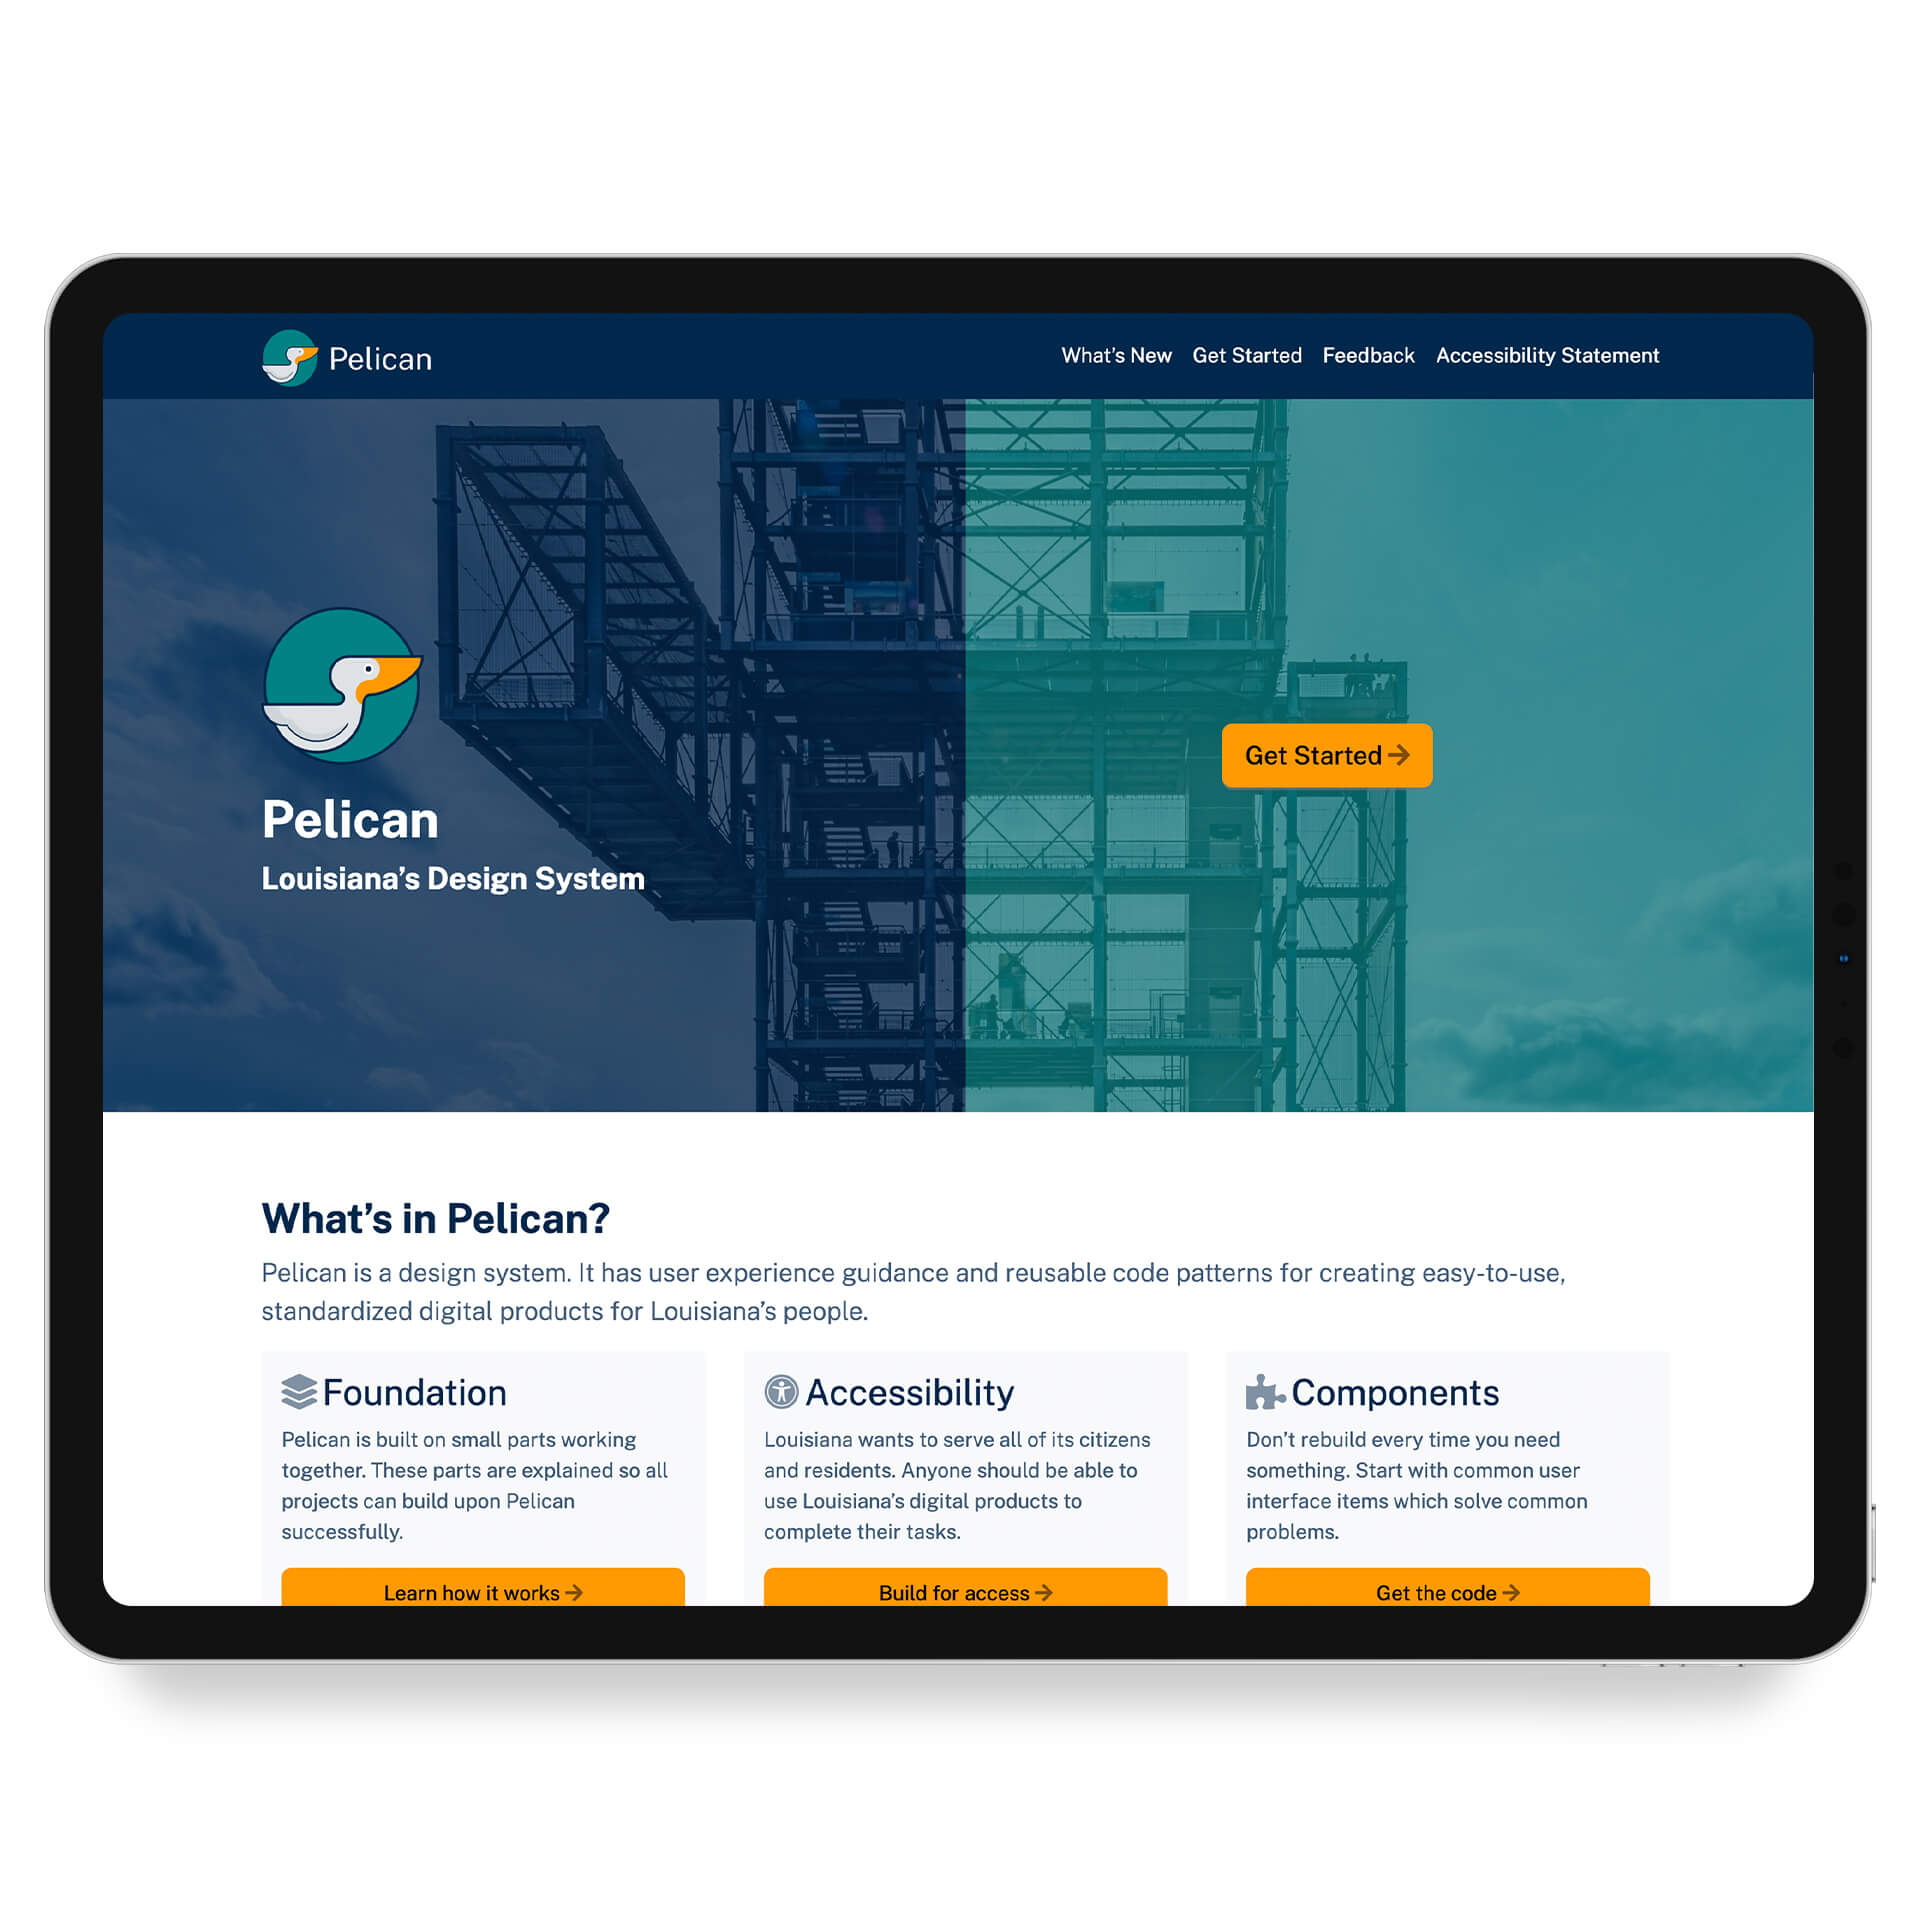 Pelican
What's New Get Started Feedback Accessibility Statement
Pelican
Louisiana's Design System
Get Started →
What's in Pelican?
Pelican is a design system. It has user experience guidance and reusable code patterns for creating easy-to-use,
standardized digital products for Louisiana's people.
Foundation
Pelican is built on small parts working
together. These parts are explained so all
projects can build upon Pelican
successfully.
Learn how it works →
Accessibility
Louisiana wants to serve all of its citizens
and residents. Anyone should be able to
use Louisiana's digital products to
complete their tasks.
Build for access →
Components
Don't rebuild every time you need
something. Start with common user
interface items which solve common
problems.
Get the code →